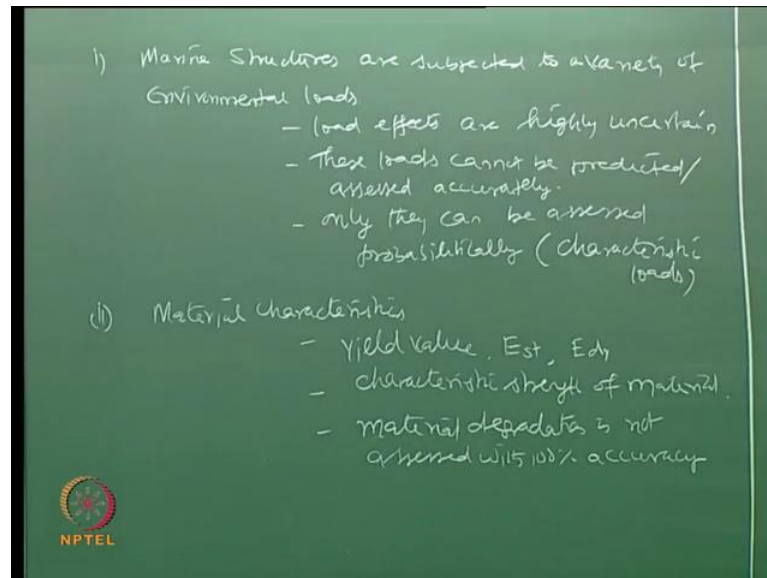 i) Marine Structures are subjected to a variety of
Environmental loads
- load effects are highly uncertain
- These loads cannot be predicted/
assessed accurately.
- only they can be assessed
probabilistically (characteristic
loads)
(ii) Material characteristics
- Yield value, Est, Edy
- characteristic strength of material.
- material degradation is not
assessed with 100% accuracy
NPTEL